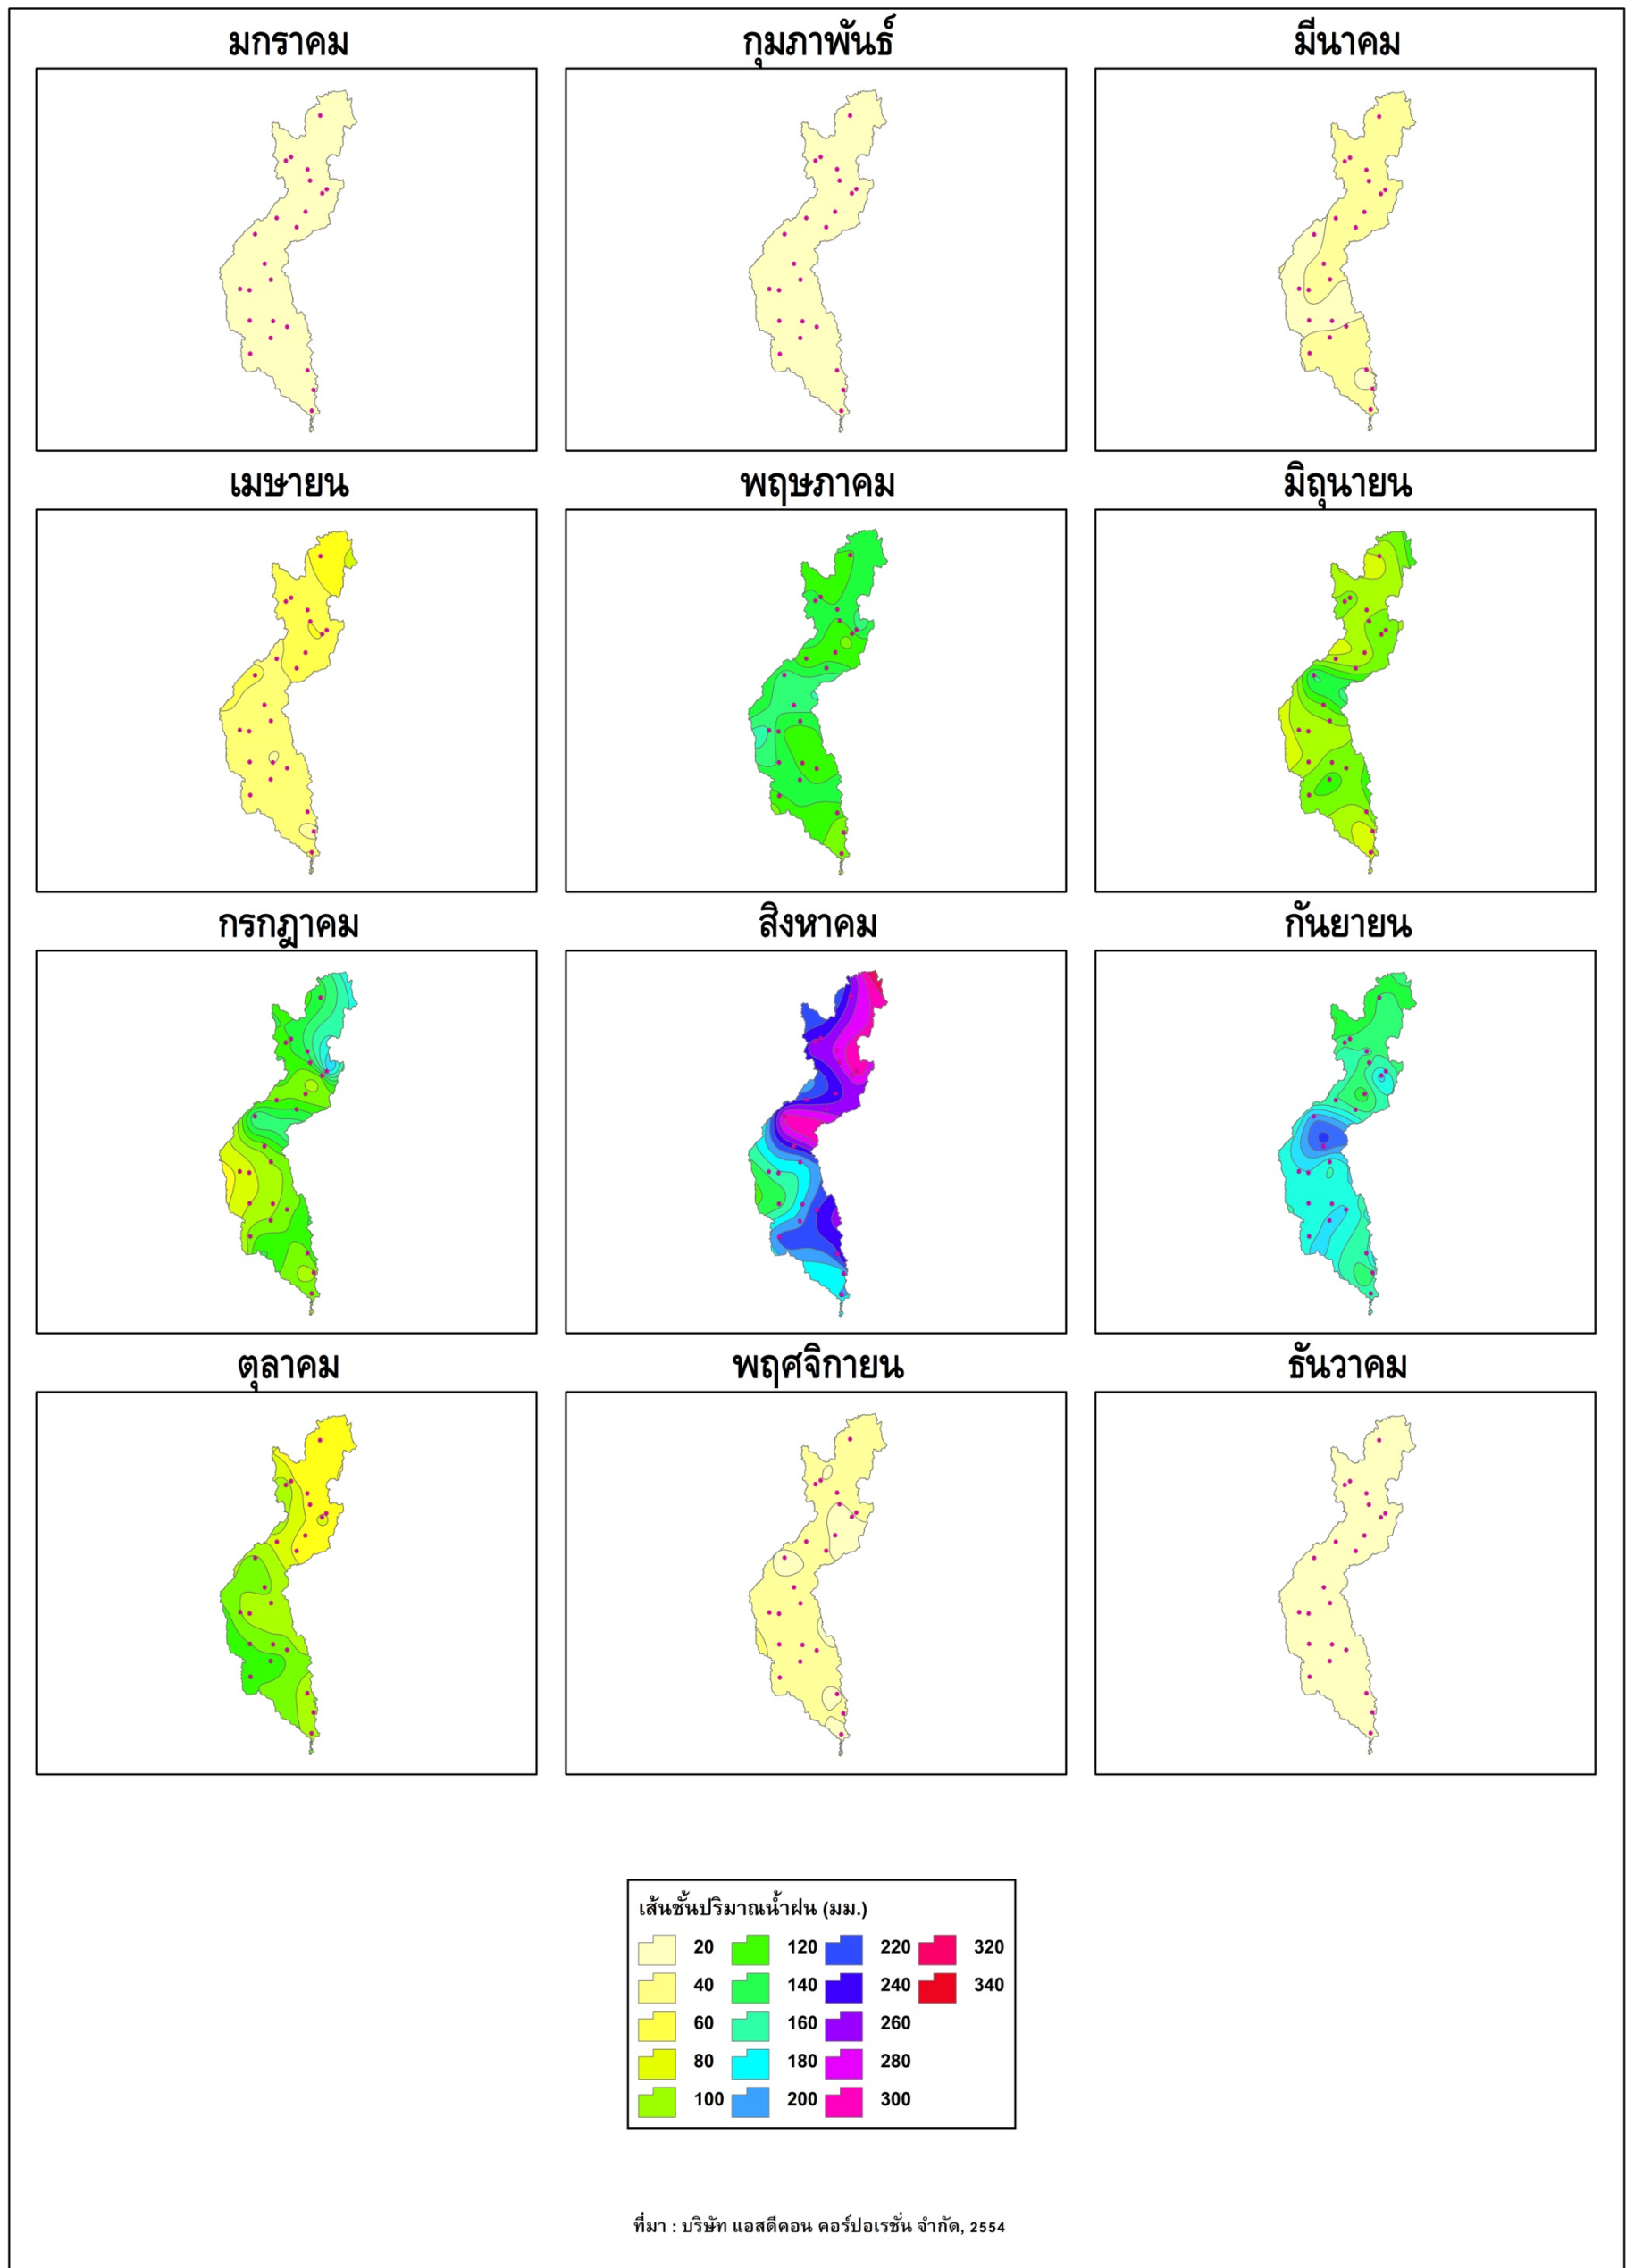 มกราคม
กุมภาพันธ์
มีนาคม
เมษายน
พฤษภาคม
มิถุนายน
กรกฎาคม
สิงหาคม
กันยายน
ตุลาคม
พฤศจิกายน
ธันวาคม
เส้นชั้นปริมาณน้ำฝน (มม.)
20 120 220 320
40 140 240 340
60 160 260
80 180 280
100 200 300
ที่มา : บริษัท แอสดีคอน คอร์ปอเรชั่น จำกัด, 2554